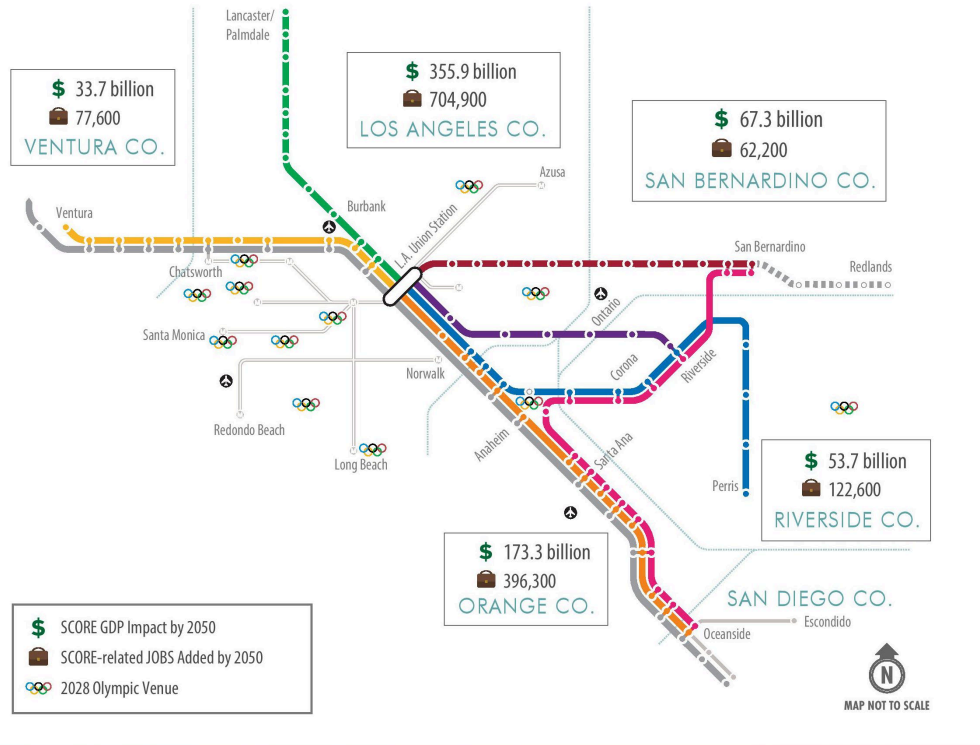 Lancaster/
Palmdale
$ 33.7 billion
77,600
VENTURA CO.
$ 355.9 billion
704,900
LOS ANGELES CO.
$ 67.3 billion
62,200
SAN BERNARDINO CO.
Azusa
Ventura
Burbank
L.A. Union Station
San Bernardino
Redlands
Chatsworth
Ontario
Santa Monica
Norwalk
Corona
Riverside
Redondo Beach
Anaheim
Santa Ana
Long Beach
Perris
$ 53.7 billion
122,600
RIVERSIDE CO.
$ 173.3 billion
396,300
ORANGE CO.
SAN DIEGO CO.
Oceanside
Escondido
$ SCORE GDP Impact by 2050
SCORE-related JOBS Added by 2050
2028 Olympic Venue
N
MAP NOT TO SCALE